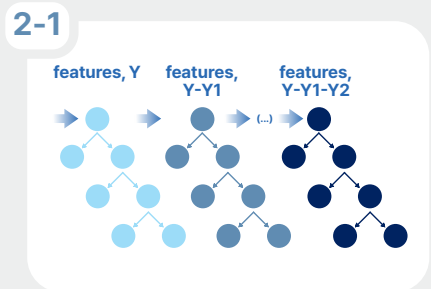 2-1
features, Y
features,
Y-Y1
features,
Y-Y1-Y2
(...)